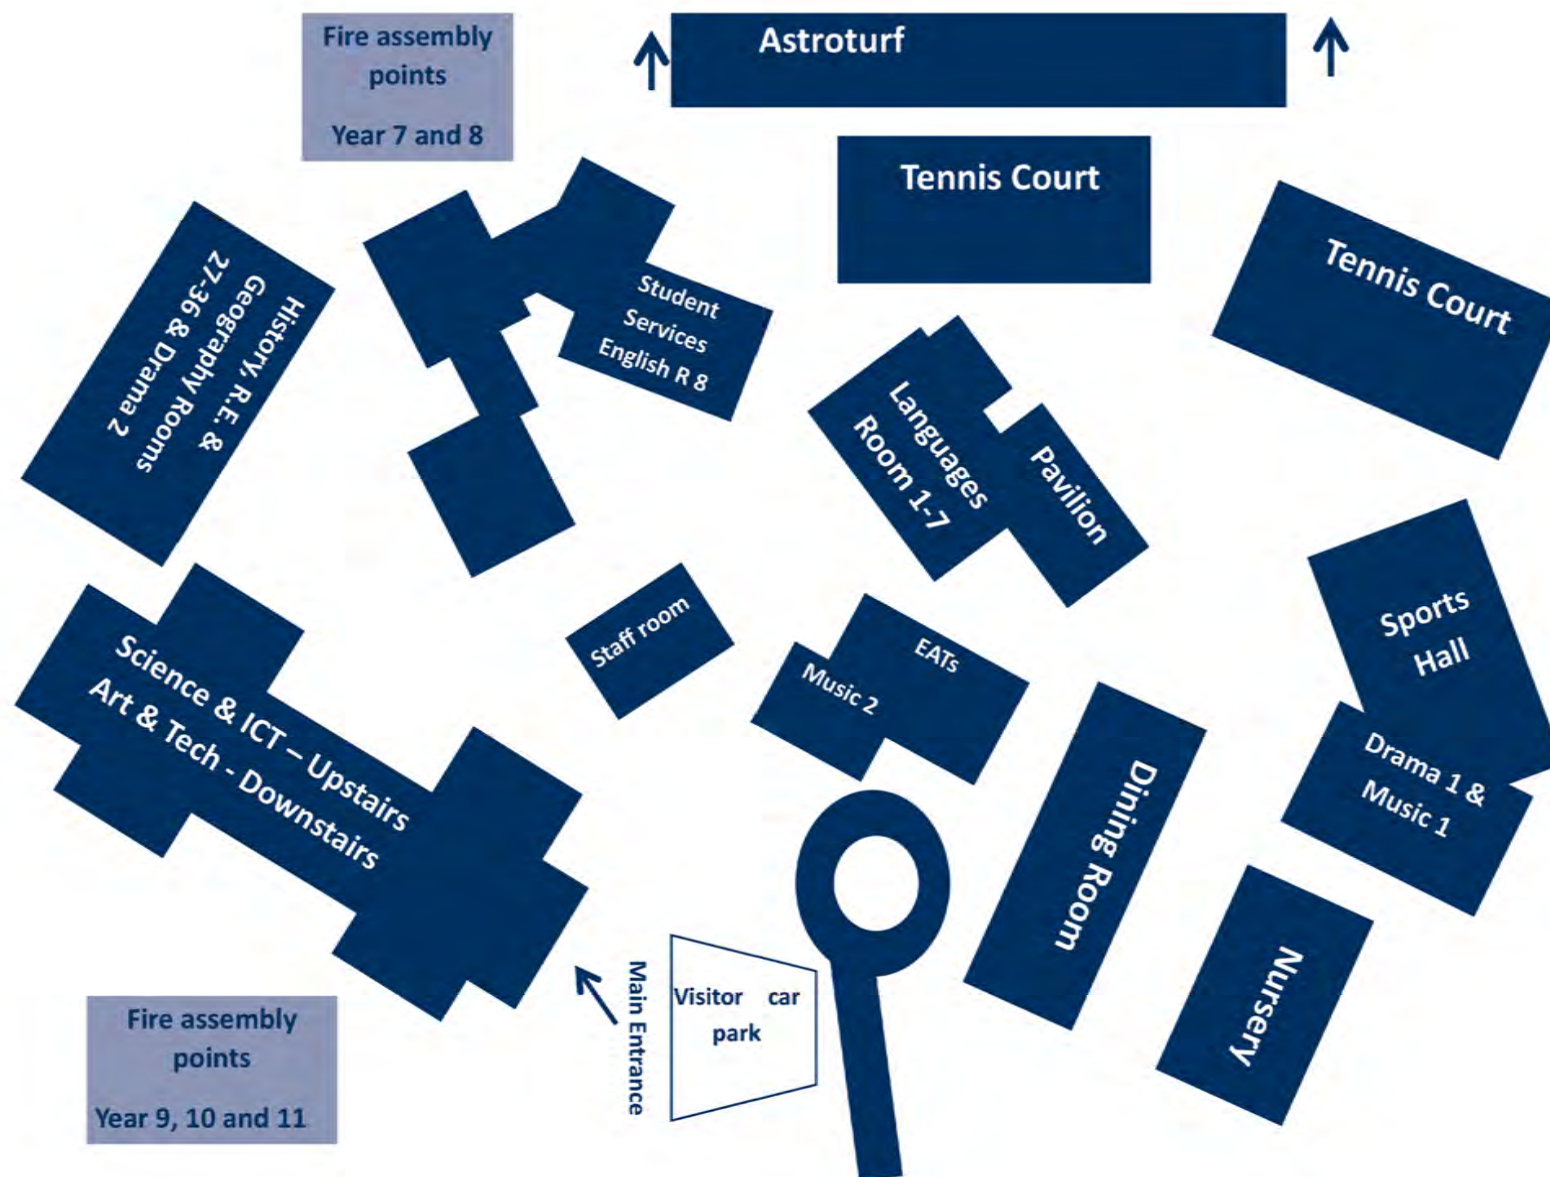 Fire assembly
points
Year 7 and 8
Astroturf
Tennis Court
Tennis Court
History, R.E. &
Geography Rooms
27-36 & Drama 2
Student
Services
English R 8
Languages
Room 1-7
Pavilion
Sports
Hall
Staff room
EATs
Music 2
Science & ICT – Upstairs
Art & Tech - Downstairs
Drama 1 &
Music 1
Dining Room
Nursery
Main Entrance
Visitor car
park
Fire assembly
points
Year 9, 10 and 11